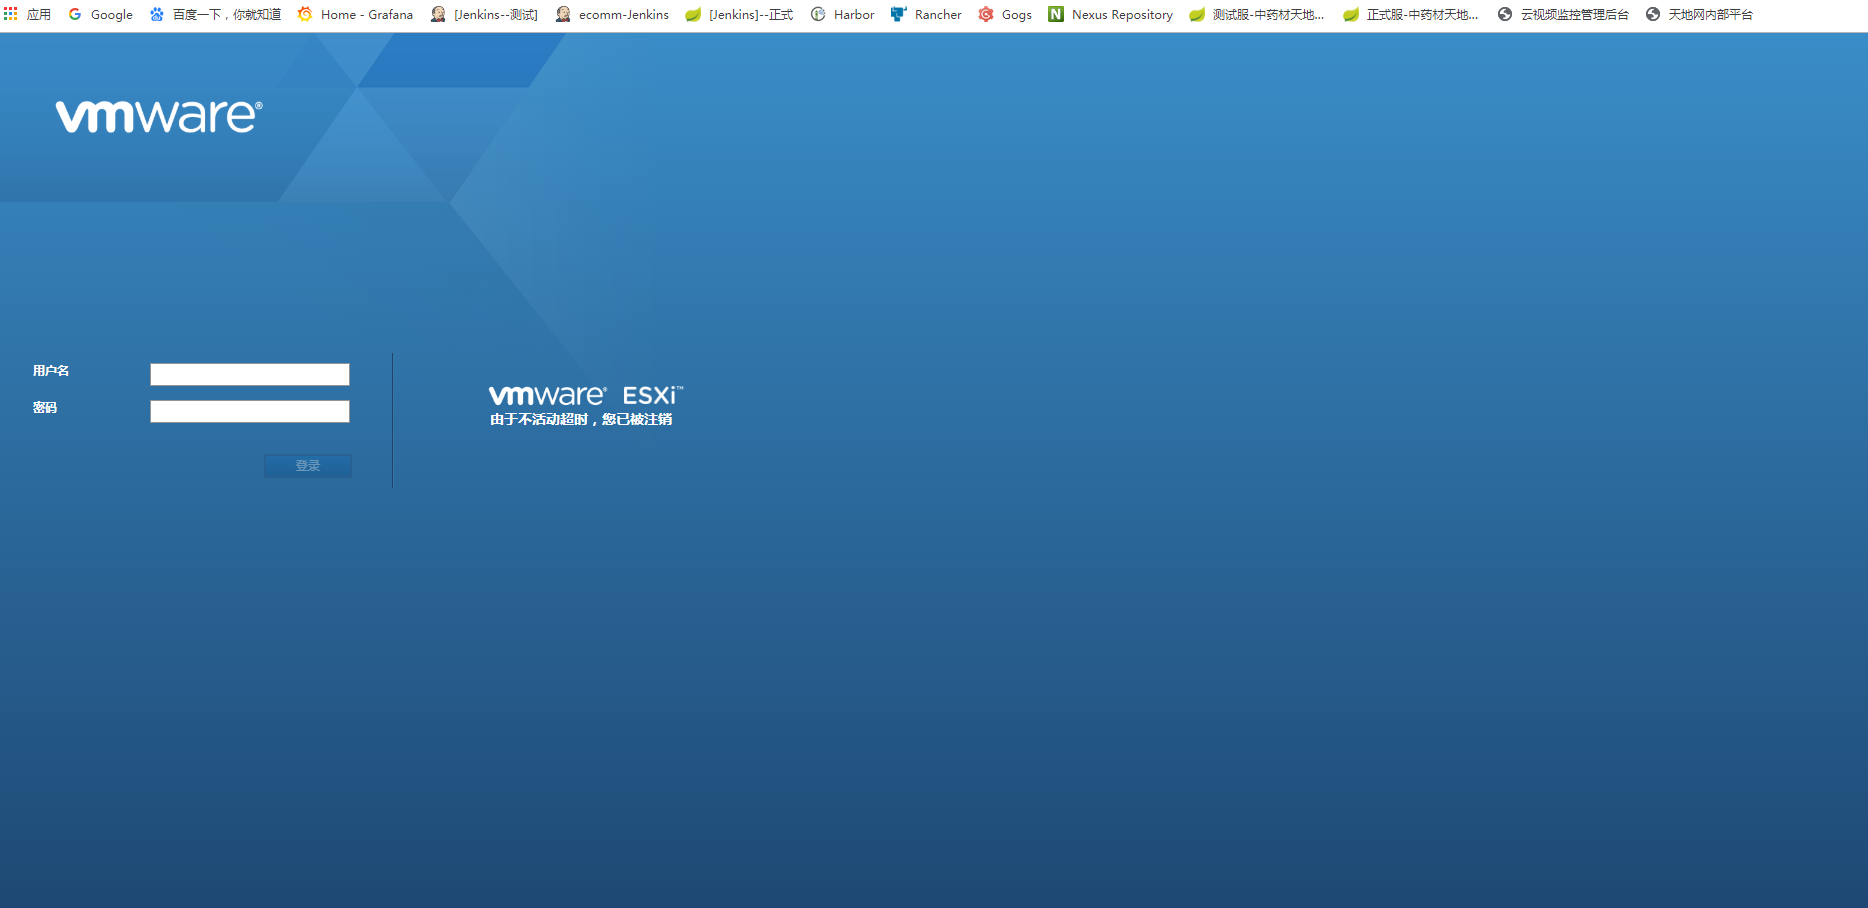 应用 Google 百度一下，你就知道 Home - Grafana [Jenkins--测试] ecomm-Jenkins [Jenkins]--正式 Harbor Rancher Gogs Nexus Repository 测试服-中药材天地... 正式服-中药材天地... 云视频监控管理后台 天地网内部平台
vmware®
用户名
密码
登录
vmware® ESXi™
由于不活动超时，您已被注销